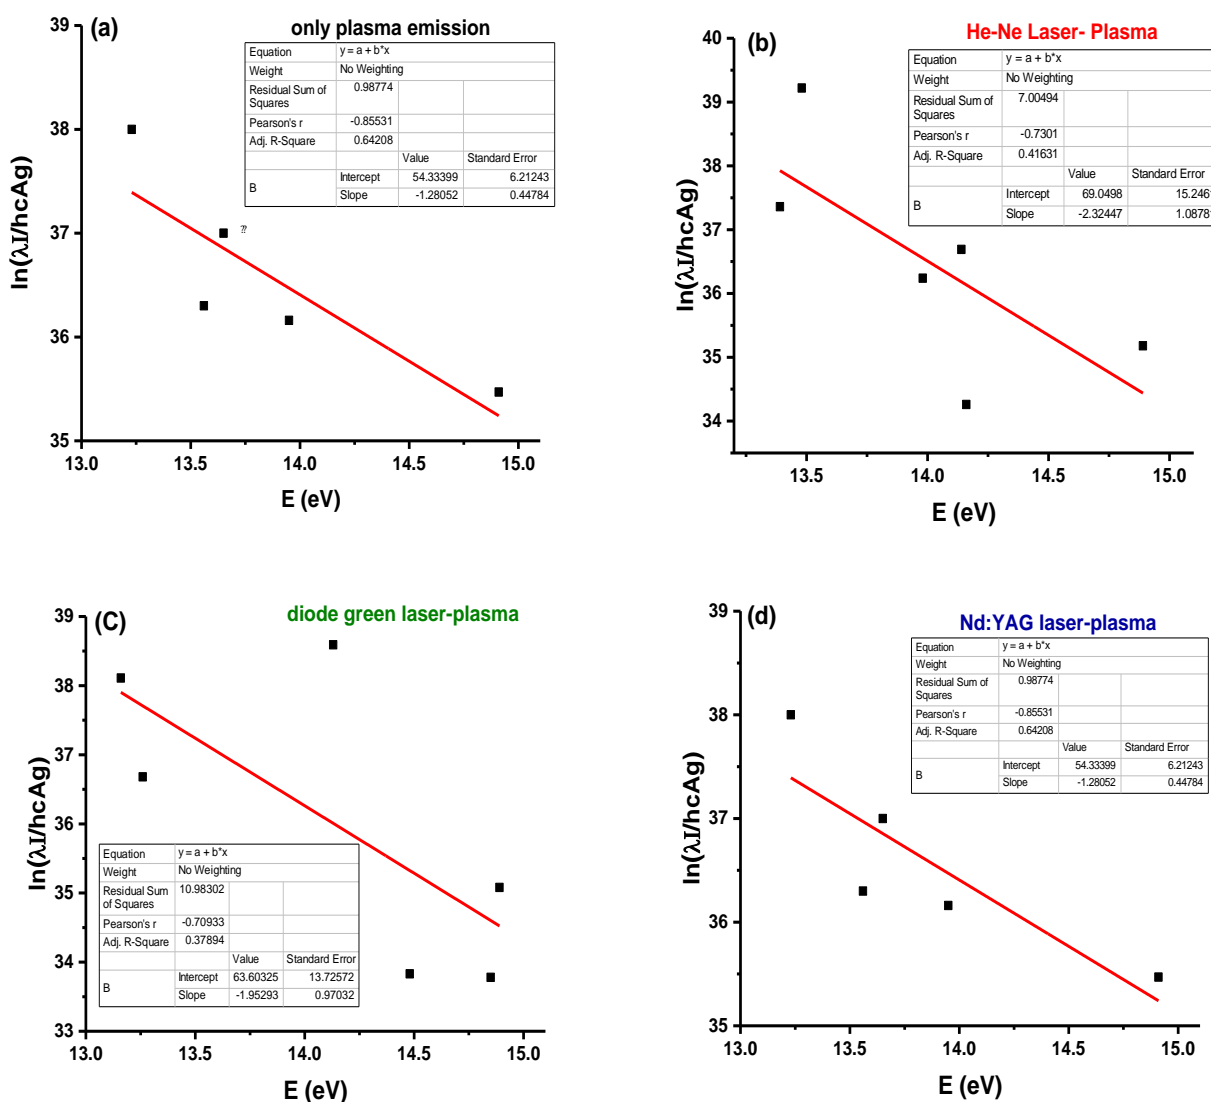 (a)
only plasma emission
39
38
37
36
35
13.0
13.5
14.0
14.5
15.0
E (eV)
ln(λI/hcAg)
Equation y = a + b*x
Weight No Weighting
Residual Sum of Squares 0.98774
Pearson's r -0.85531
Adj. R-Square 0.64208
Value Standard Error
B Intercept 54.33399 6.21243
Slope -1.28052 0.44784
(b)
He-Ne Laser- Plasma
40
39
38
37
36
35
34
13.5
14.0
14.5
15.0
E (eV)
ln(λI/hcAg)
Equation y = a + b*x
Weight No Weighting
Residual Sum of Squares 7.00494
Pearson's r -0.7301
Adj. R-Square 0.41631
Value Standard Error
B Intercept 69.0498 15.2461
Slope -2.32447 1.0878
(C)
diode green laser-plasma
39
38
37
36
35
34
33
13.0
13.5
14.0
14.5
15.0
E (eV)
ln(λI/hcAg)
Equation y = a + b*x
Weight No Weighting
Residual Sum of Squares 10.98302
Pearson's r -0.70933
Adj. R-Square 0.37894
Value Standard Error
B Intercept 63.60325 13.72572
Slope -1.95293 0.97032
(d)
Nd:YAG laser-plasma
39
38
37
36
35
13.0
13.5
14.0
14.5
15.0
E (eV)
ln(λI/hcAg)
Equation y = a + b*x
Weight No Weighting
Residual Sum of Squares 0.98774
Pearson's r -0.85531
Adj. R-Square 0.64208
Value Standard Error
B Intercept 54.33399 6.21243
Slope -1.28052 0.44784